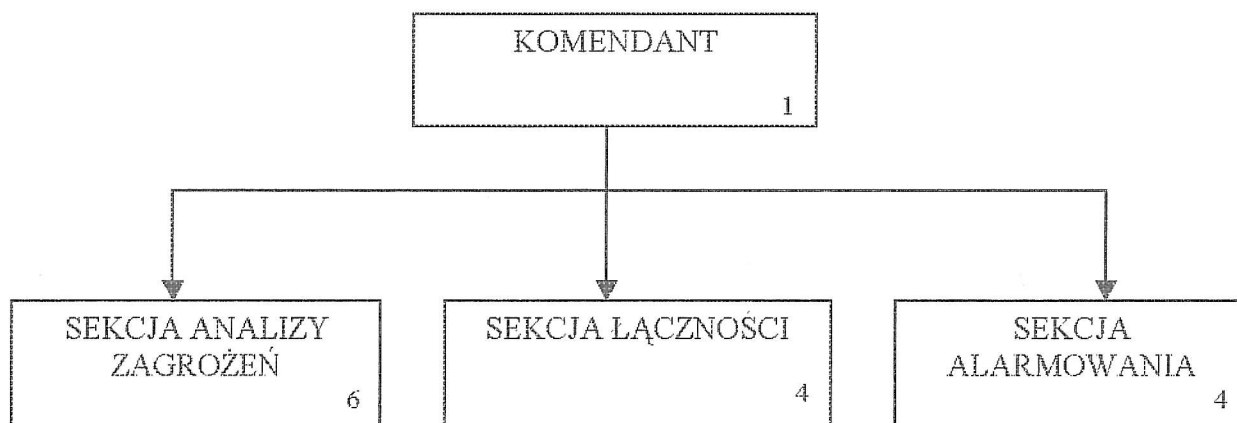 KOMENDANT
1
SEKCJA ANALIZY
ZAGROŻEŃ
6
SEKCJA ŁĄCZNOŚCI
4
SEKCJA
ALARMOWANIA
4